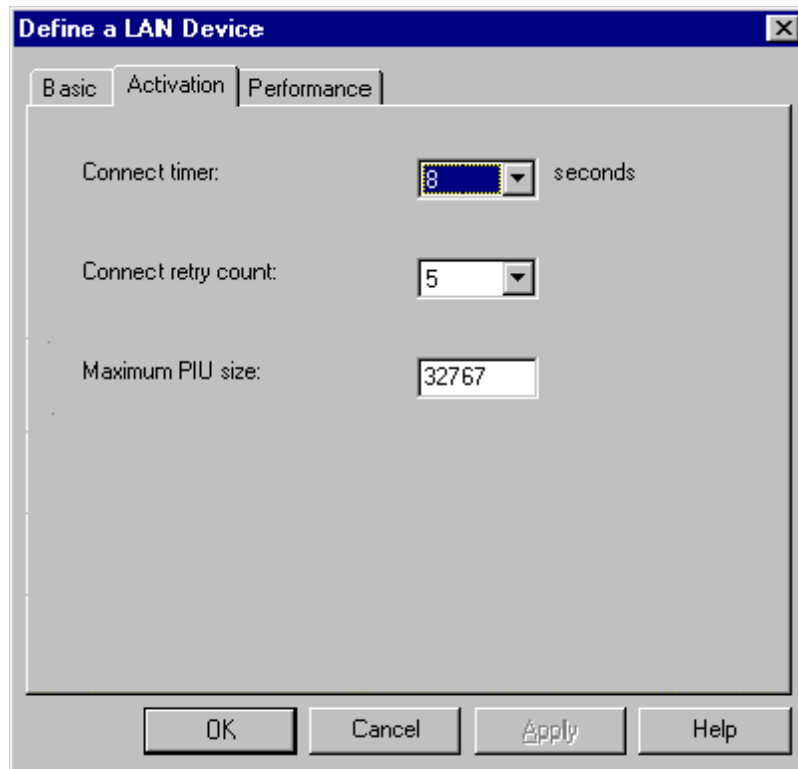 Define a LAN Device
Basic Activation Performance
Connect timer: 8 seconds
Connect retry count: 5
Maximum PIU size: 32767
OK Cancel Apply Help